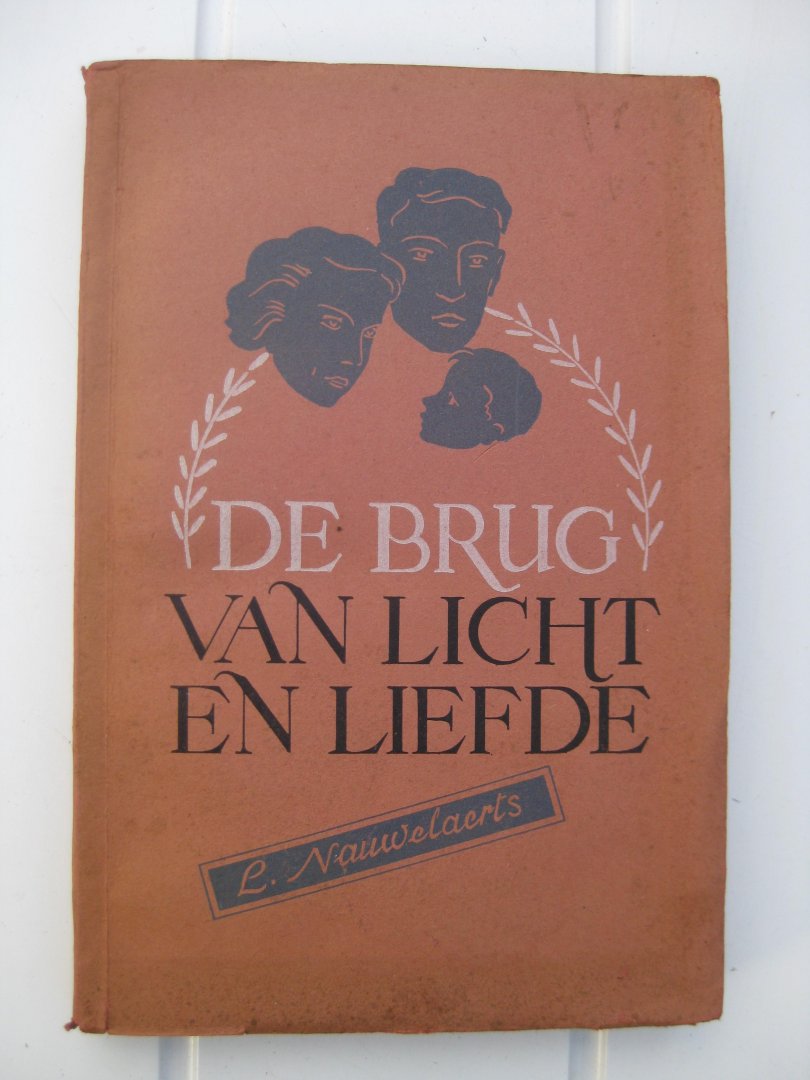 DE BRUG
VAN LICHT
EN LIEFDE
L. Nauwelaerts